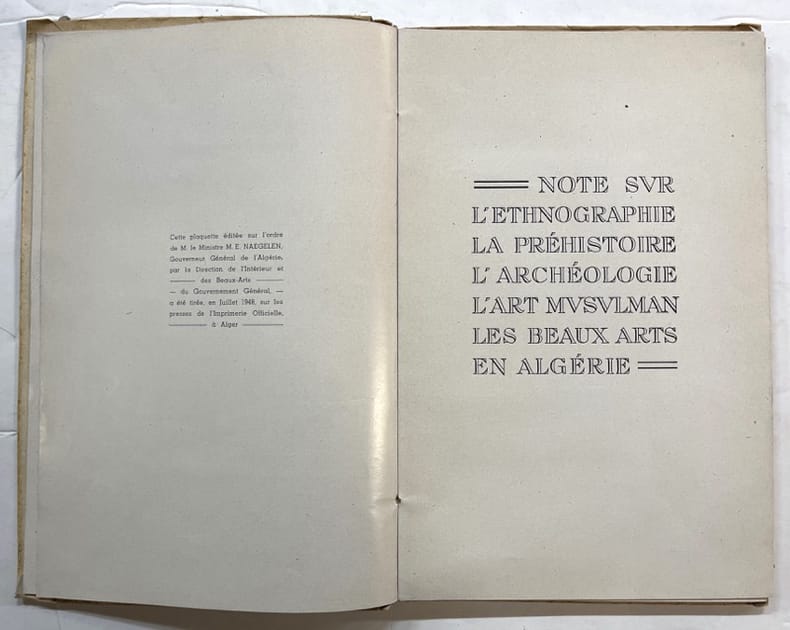 Cette plaquette éditée sur l'ordre
de M. le Ministre M. E. NAEGELEN,
Gouverneur Général de l'Algérie,
par la Direction de l'Intérieur et
des Beaux-Arts
— du Gouvernement Général, —
a été tirée, en Juillet 1948, sur les
presses de l'Imprimerie Officielle,
à Alger
NOTE SVR
L'ETHNOGRAPHIE
LA PRÉHISTOIRE
L'ARCHÉOLOGIE
L'ART MVSVLMAN
LES BEAUX ARTS
EN ALGÉRIE